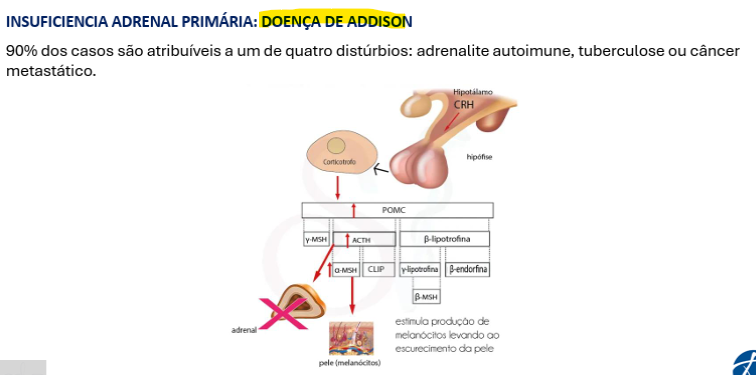 INSUFICIENCIA ADRENAL PRIMÁRIA: DOENÇA DE ADDISON
90% dos casos são atribuíveis a um de quatro distúrbios: adrenalite autoimune, tuberculose ou câncer
metastático.
Hipotálamo
CRH
Corticotrofo
hipófise
POMC
γ-MSH
ACTH
β-lipotrofina
α-MSH
CLIP
γ-lipotrofina
β-endorfina
β-MSH
adrenal
estimula produção de
melanócitos levando ao
escurecimento da pele
pele (melanócitos)